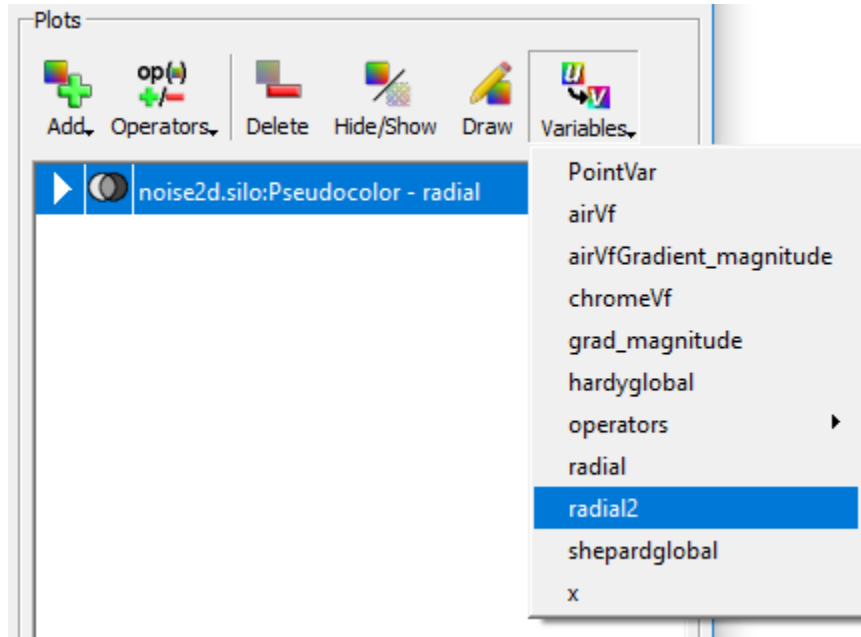 Plots
op(=)
+/−
u
v
Add Operators Delete Hide/Show Draw Variables
noise2d.silo:Pseudocolor - radial
PointVar
airVf
airVfGradient_magnitude
chromeVf
grad_magnitude
hardyglobal
operators
radial
radial2
shepardglobal
x